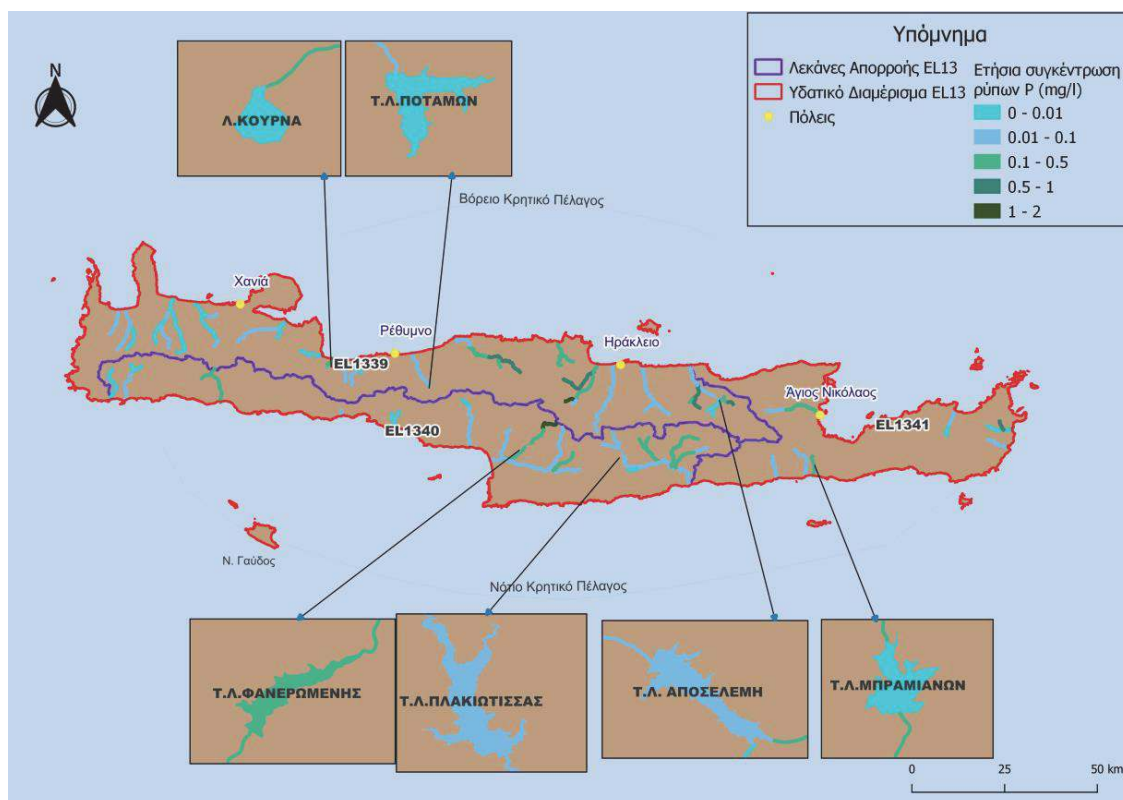 Υπόμνημα
Λεκάνες Απορροής EL13
Υδατικό Διαμέρισμα EL13
Πόλεις
Ετήσια συγκέντρωση
ρύπων P (mg/l)
0 - 0.01
0.01 - 0.1
0.1 - 0.5
0.5 - 1
1 - 2
N
Λ.ΚΟΥΡΝΑ
Τ.Λ.ΠΟΤΑΜΩΝ
Βόρειο Κρητικό Πέλαγος
Χανιά
Ρέθυμνο
Ηράκλειο
EL1339
Άγιος Νικόλαος
EL1340
EL1341
Ν. Γαύδος
Νότιο Κρητικό Πέλαγος
Τ.Λ.ΦΑΝΕΡΩΜΕΝΗΣ
Τ.Λ.ΠΛΑΚΙΩΤΙΣΣΑΣ
Τ.Λ. ΑΠΟΣΕΛΕΜΗ
Τ.Λ.ΜΠΡΑΜΙΑΝΩΝ
0 25 50 km